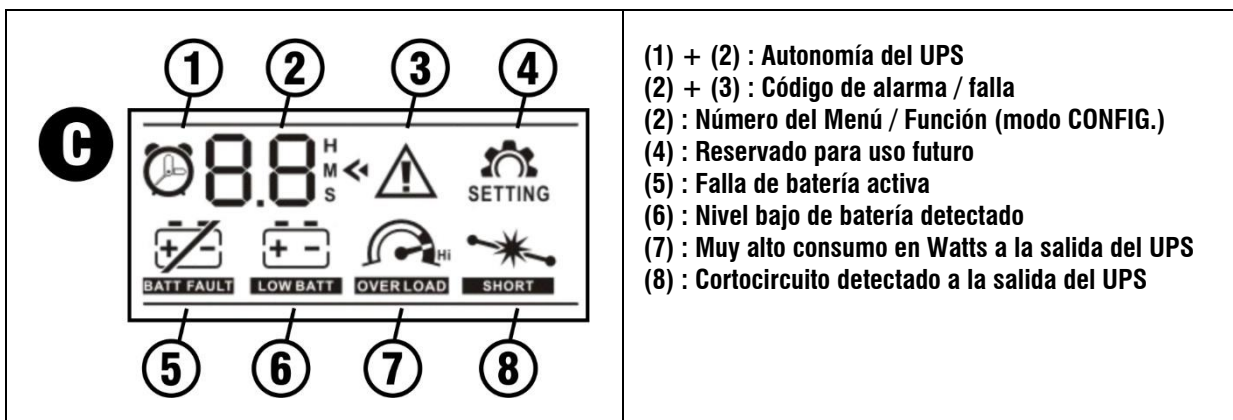 1 2 3 4
C
8.8 H
M
S
SETTING
+ - + - Hi
BATT FAULT LOW BATT OVER LOAD SHORT
5 6 7 8
(1) + (2) : Autonomía del UPS
(2) + (3) : Código de alarma / falla
(2) : Número del Menú / Función (modo CONFIG.)
(4) : Reservado para uso futuro
(5) : Falla de batería activa
(6) : Nivel bajo de batería detectado
(7) : Muy alto consumo en Watts a la salida del UPS
(8) : Cortocircuito detectado a la salida del UPS